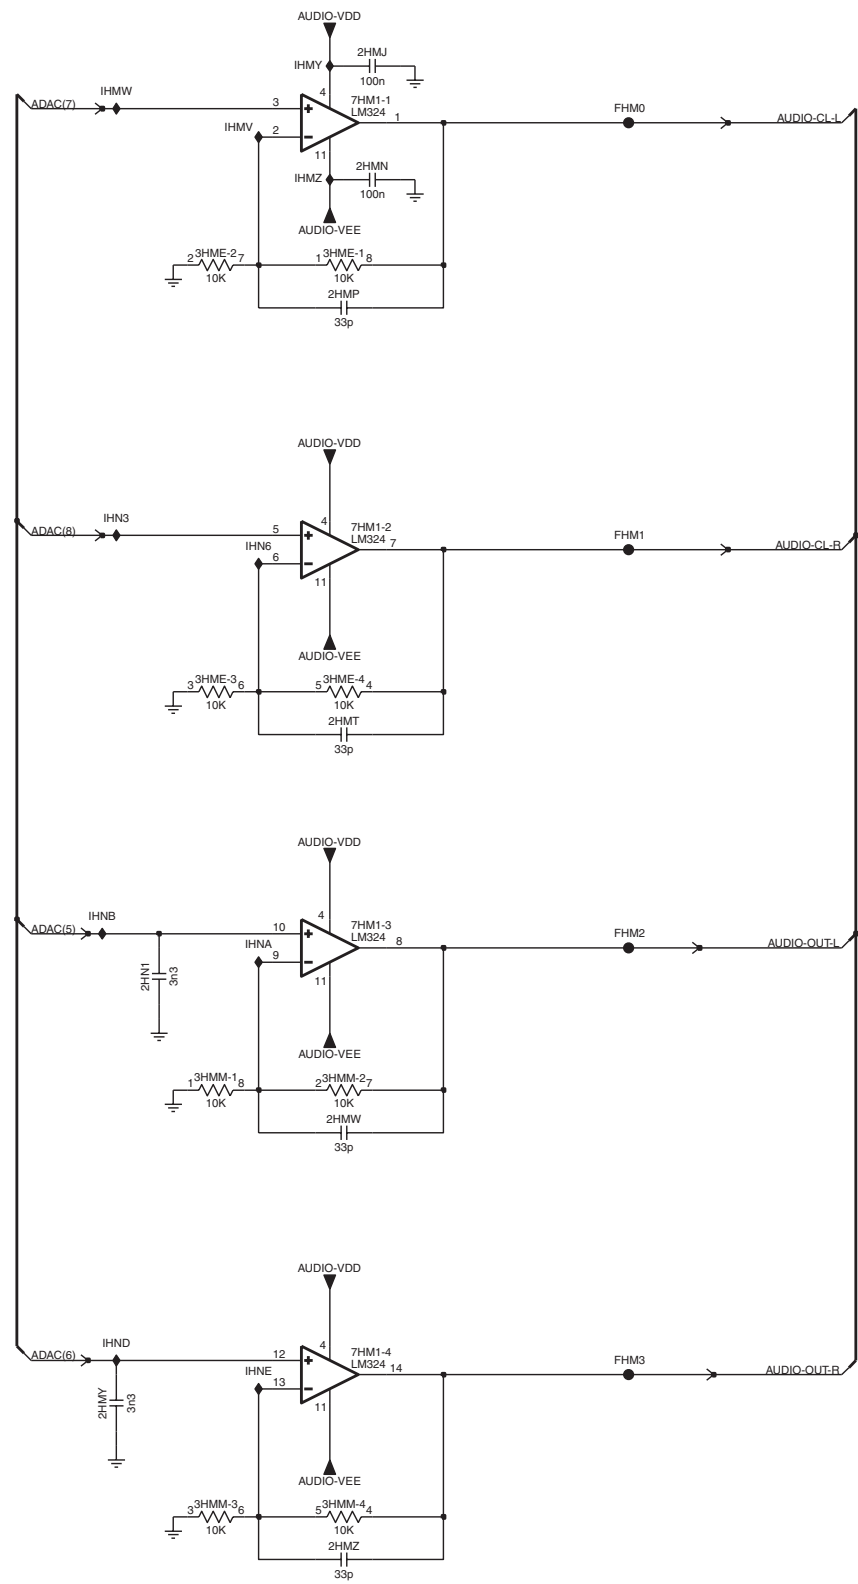 AUDIO-VDD
2HMJ
IHMY
100n
IHMW
4
ADAC(7)
3
7HM1-1
LM324
1
FHM0
AUDIO-CL-L
IHMV
2
11
2HMN
IHMZ
100n
AUDIO-VEE
2 3HME-2 7
10K
1 3HME-1 8
10K
2HMP
33p
AUDIO-VDD
4
IHN3
ADAC(8)
5
7HM1-2
LM324
7
FHM1
AUDIO-CL-R
IHN6
6
11
AUDIO-VEE
3 3HME-3 6
10K
5 3HME-4 4
10K
2HMT
33p
AUDIO-VDD
4
IHNB
ADAC(5)
10
7HM1-3
LM324
8
FHM2
AUDIO-OUT-L
IHNA
9
11
2HN1
3n3
AUDIO-VEE
1 3HMM-1 8
10K
2 3HMM-2 7
10K
2HMW
33p
AUDIO-VDD
4
IHND
ADAC(6)
12
7HM1-4
LM324
14
FHM3
AUDIO-OUT-R
IHNE
13
11
2HMY
3n3
AUDIO-VEE
3 3HMM-3 6
10K
5 3HMM-4 4
10K
2HMZ
33p